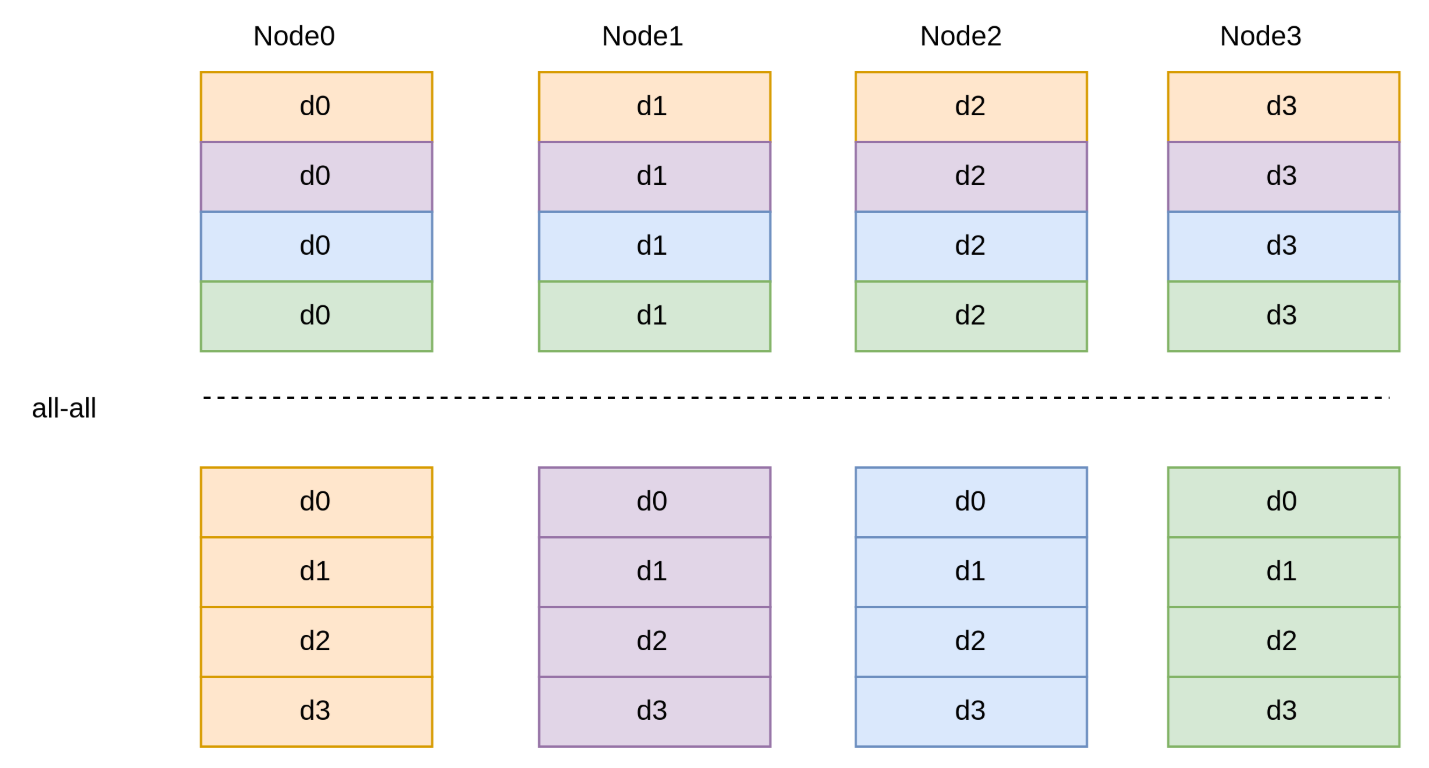 Node0 Node1 Node2 Node3
d0 d1 d2 d3
d0 d1 d2 d3
d0 d1 d2 d3
d0 d1 d2 d3
all-all
d0 d0 d0 d0
d1 d1 d1 d1
d2 d2 d2 d2
d3 d3 d3 d3